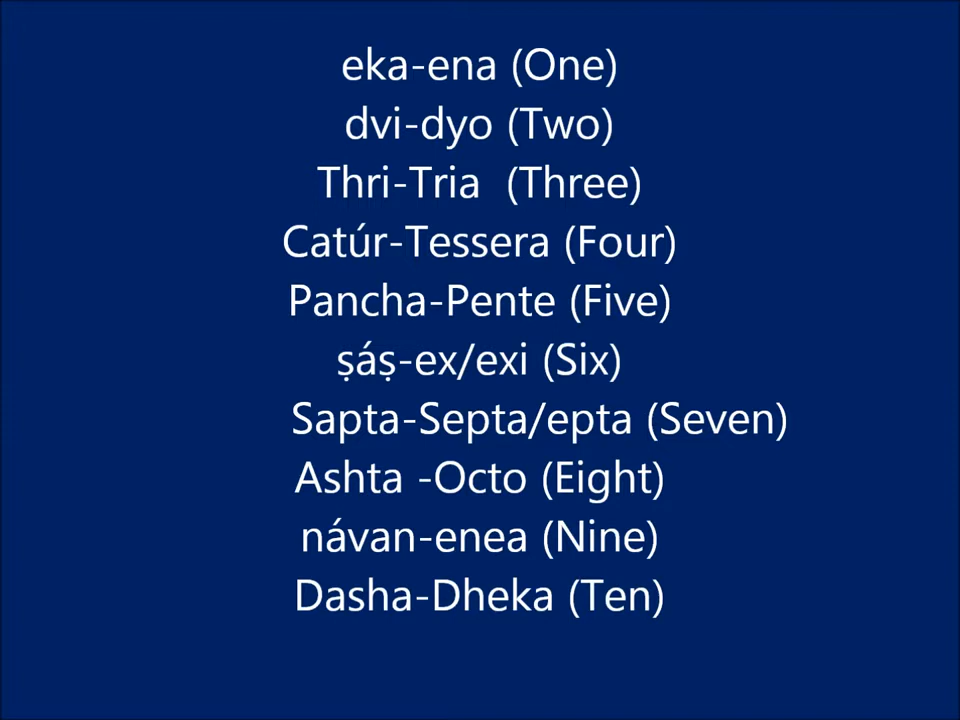 eka-ena (One)
dvi-dyo (Two)
Thri-Tria  (Three)
Catúr-Tessera (Four)
Pancha-Pente (Five)
ṣáṣ-ex/exi (Six)
Sapta-Septa/epta (Seven)
Ashta -Octo (Eight)
návan-enea (Nine)
Dasha-Dheka (Ten)